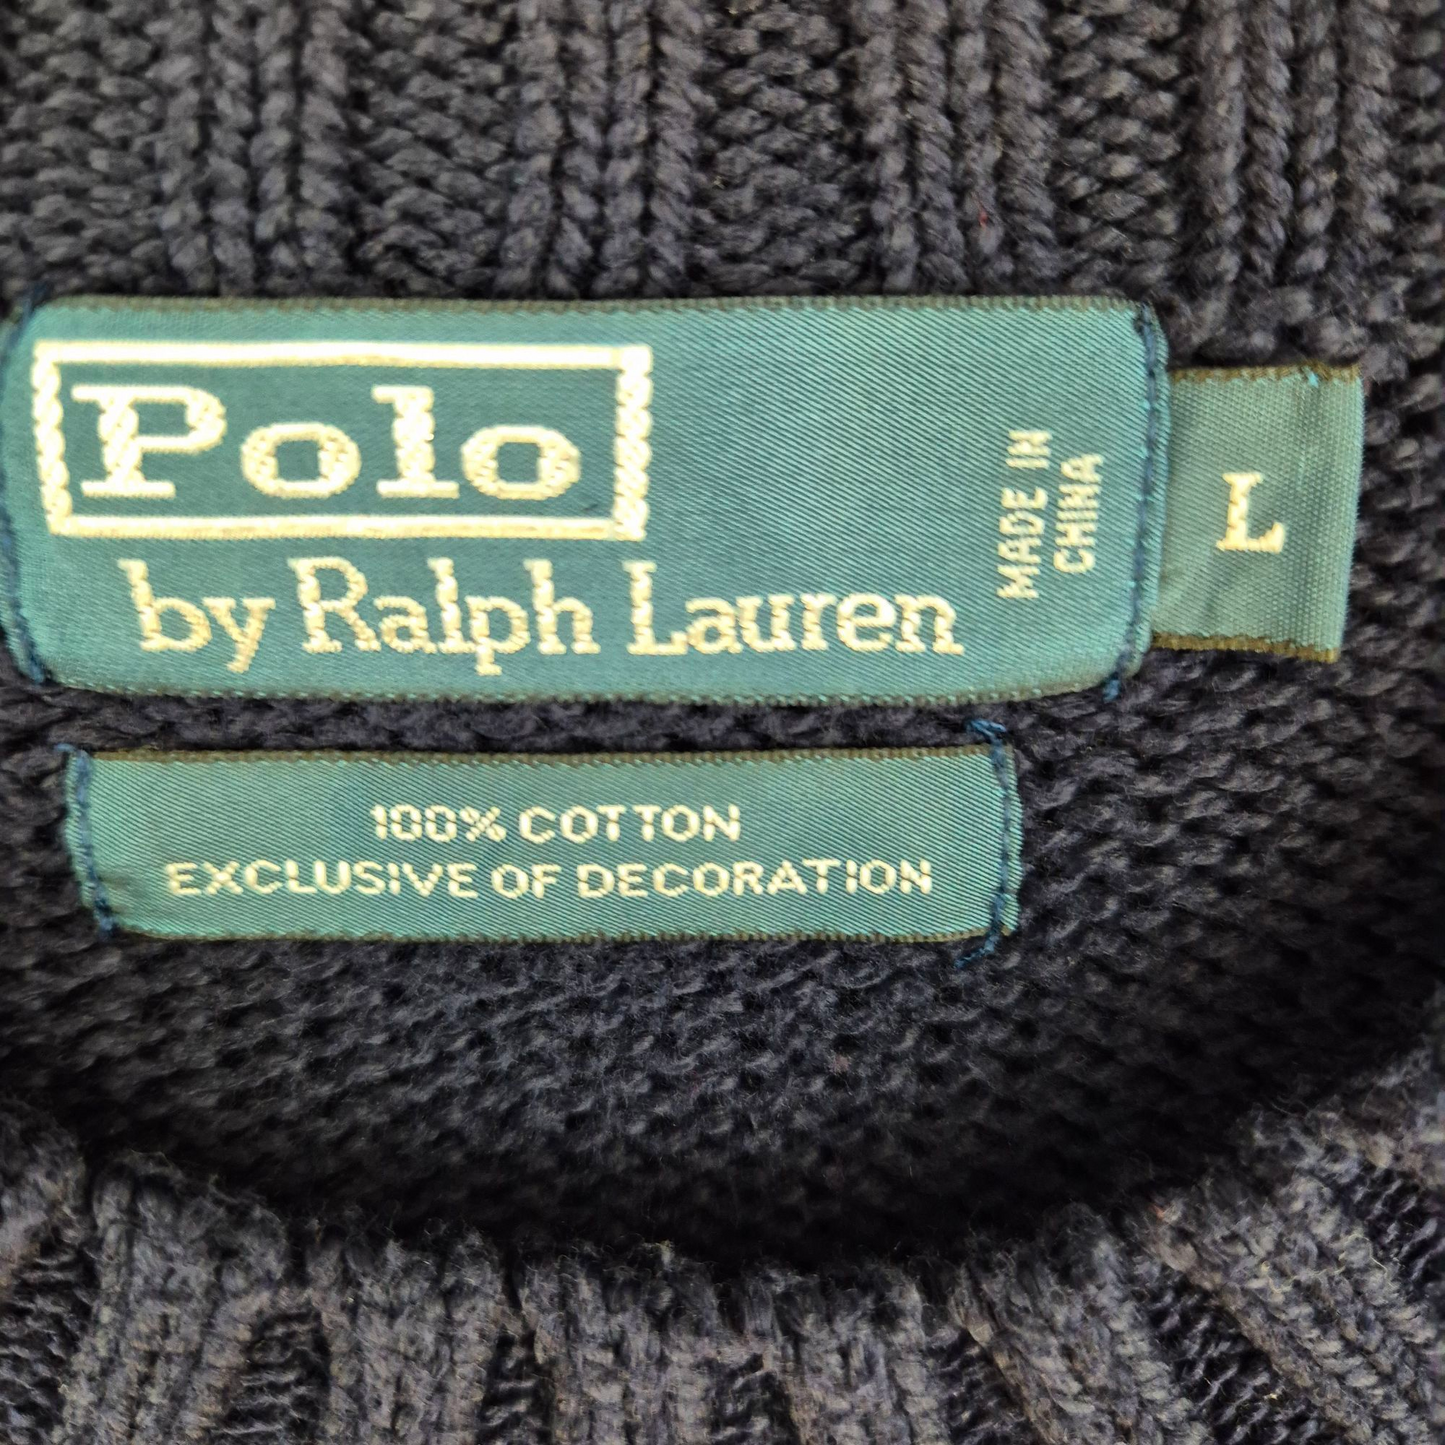 Polo
by Ralph Lauren
MADE IN
CHINA
L
100% COTTON
EXCLUSIVE OF DECORATION